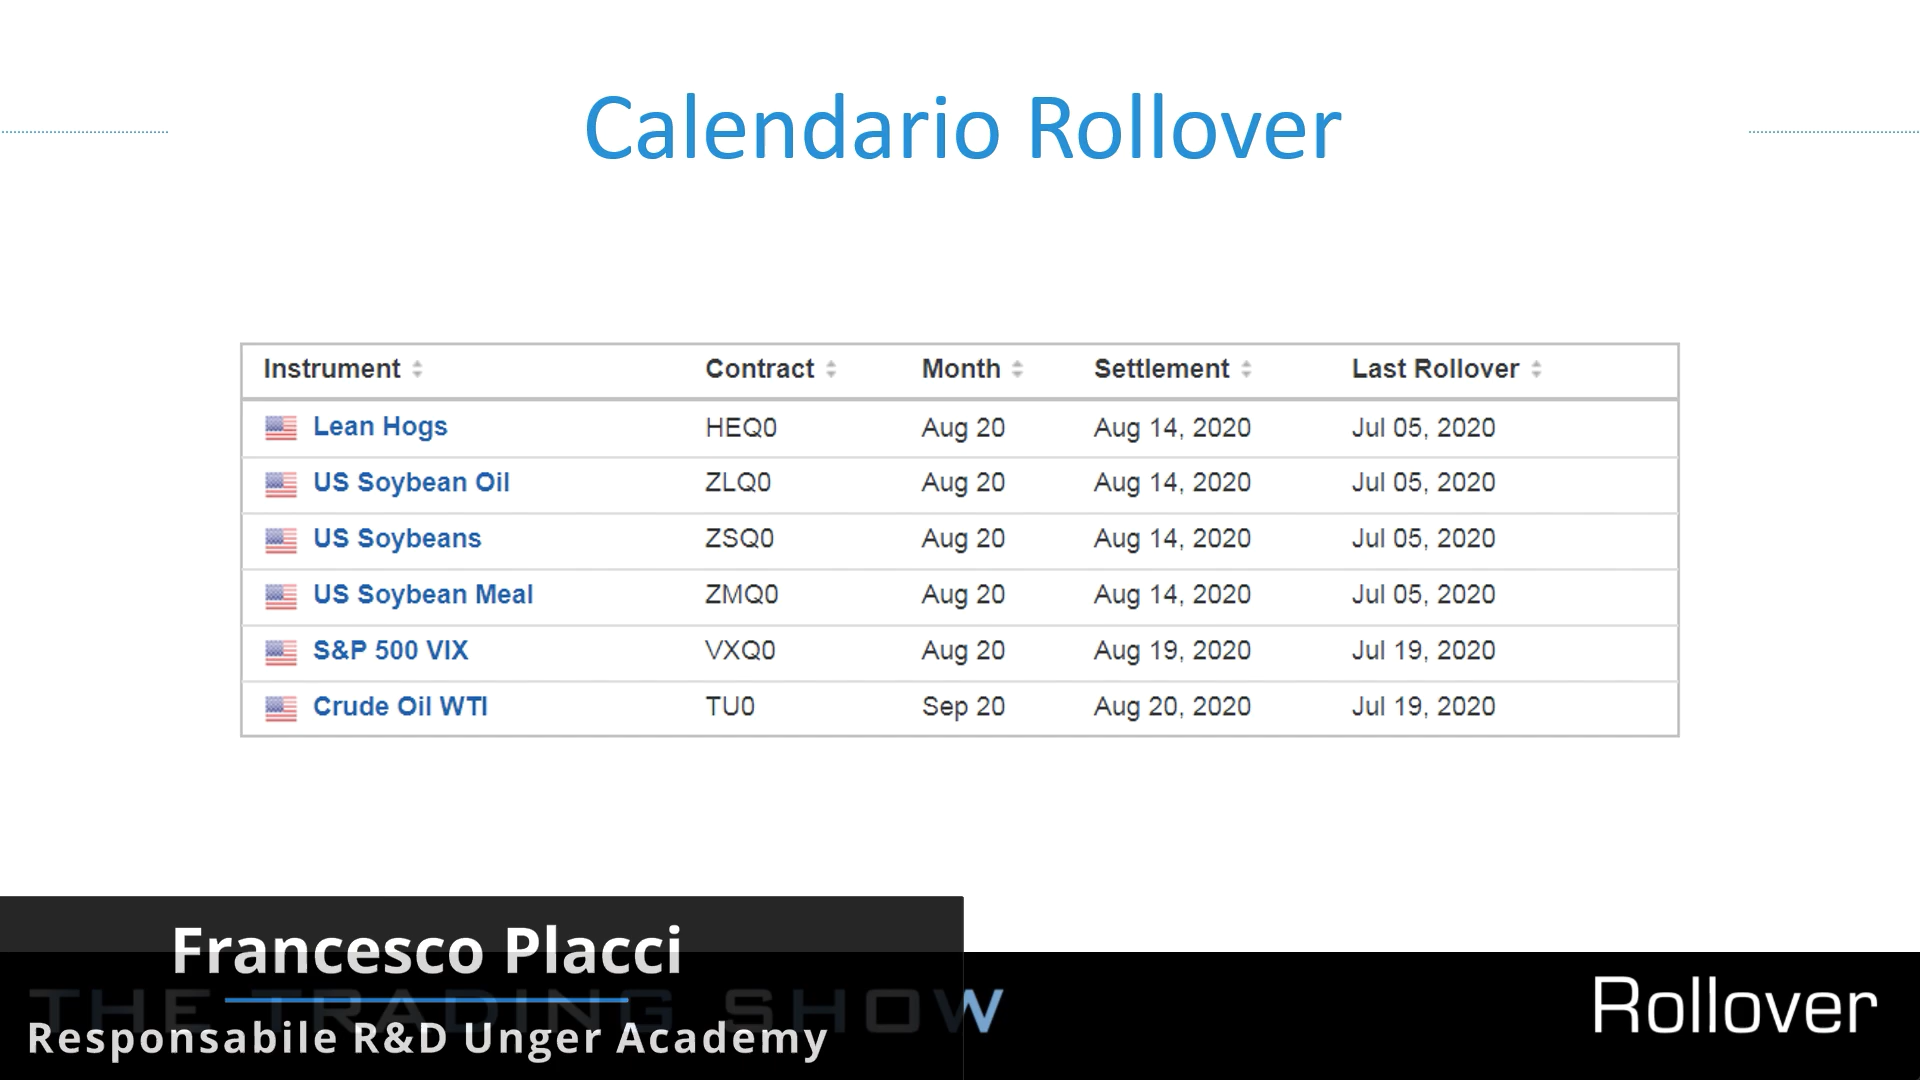 Calendario Rollover
Instrument Contract Month Settlement Last Rollover
Lean Hogs HEQ0 Aug 20 Aug 14, 2020 Jul 05, 2020
US Soybean Oil ZLQ0 Aug 20 Aug 14, 2020 Jul 05, 2020
US Soybeans ZSQ0 Aug 20 Aug 14, 2020 Jul 05, 2020
US Soybean Meal ZMQ0 Aug 20 Aug 14, 2020 Jul 05, 2020
S&P 500 VIX VXQ0 Aug 20 Aug 19, 2020 Jul 19, 2020
Crude Oil WTI TU0 Sep 20 Aug 20, 2020 Jul 19, 2020
Francesco Placci
THE TRADING SHOW
Responsabile R&D Unger Academy
Rollover